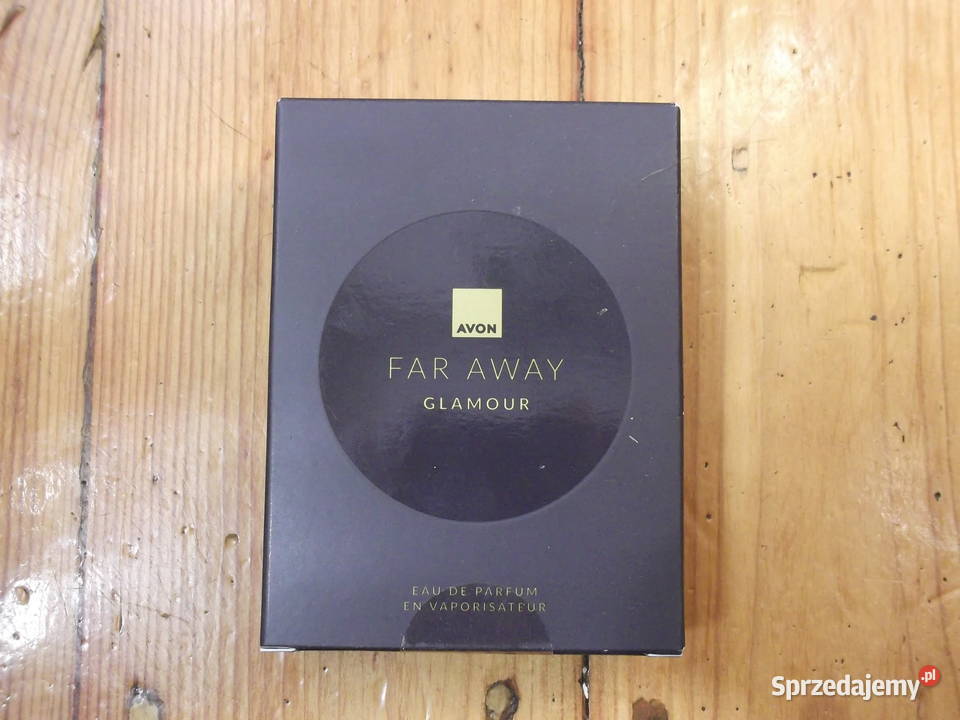 AVON
FAR AWAY
GLAMOUR
EAU DE PARFUM
EN VAPORISATEUR
Sprzedajemy.pl